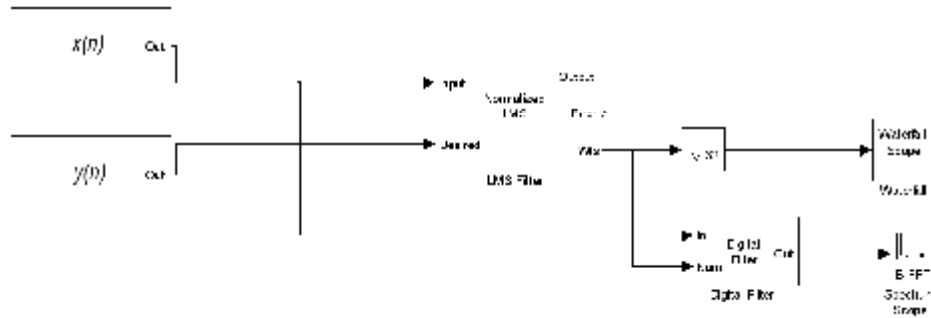 x(n) Out
Input
Output
Normalized
LMS
Desired
y(n) Out
Wts
LMS Filter
Waterfall
Scope
Waterfall
In
Digital
Filter
Out
Num
Digital Filter
B-FFT
Spectrum
Scope